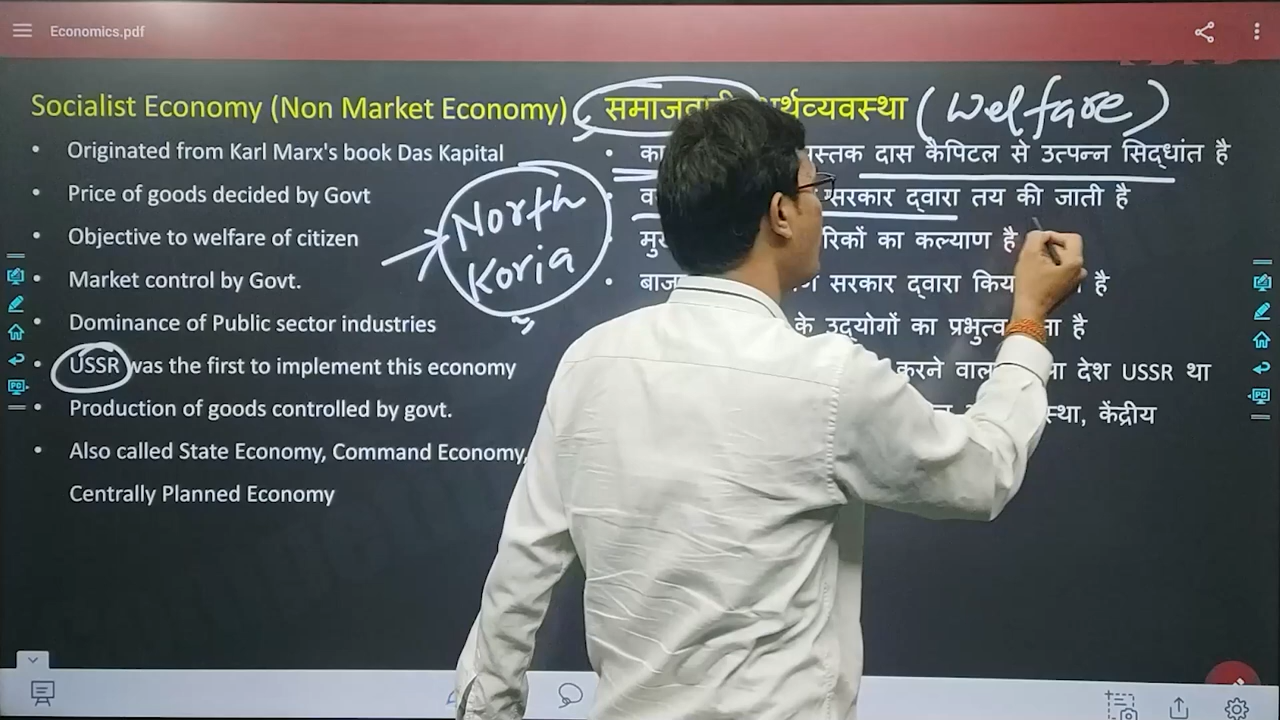 Economics.pdf
Socialist Economy (Non Market Economy)
समाजवादी अर्थव्यवस्था (Welfare)
• Originated from Karl Marx's book Das Kapital
• Price of goods decided by Govt
• Objective to welfare of citizen
• Market control by Govt.
• Dominance of Public sector industries
• USSR was the first to implement this economy
• Production of goods controlled by govt.
• Also called State Economy, Command Economy,
Centrally Planned Economy
North
Koria
दास कैपिटल से उत्पन्न सिद्धांत है
सरकार द्वारा तय की जाती है
का कल्याण है
सरकार द्वारा है
के उद्योगों का प्रभुत्व है
करने देश USSR था
केंद्रीय